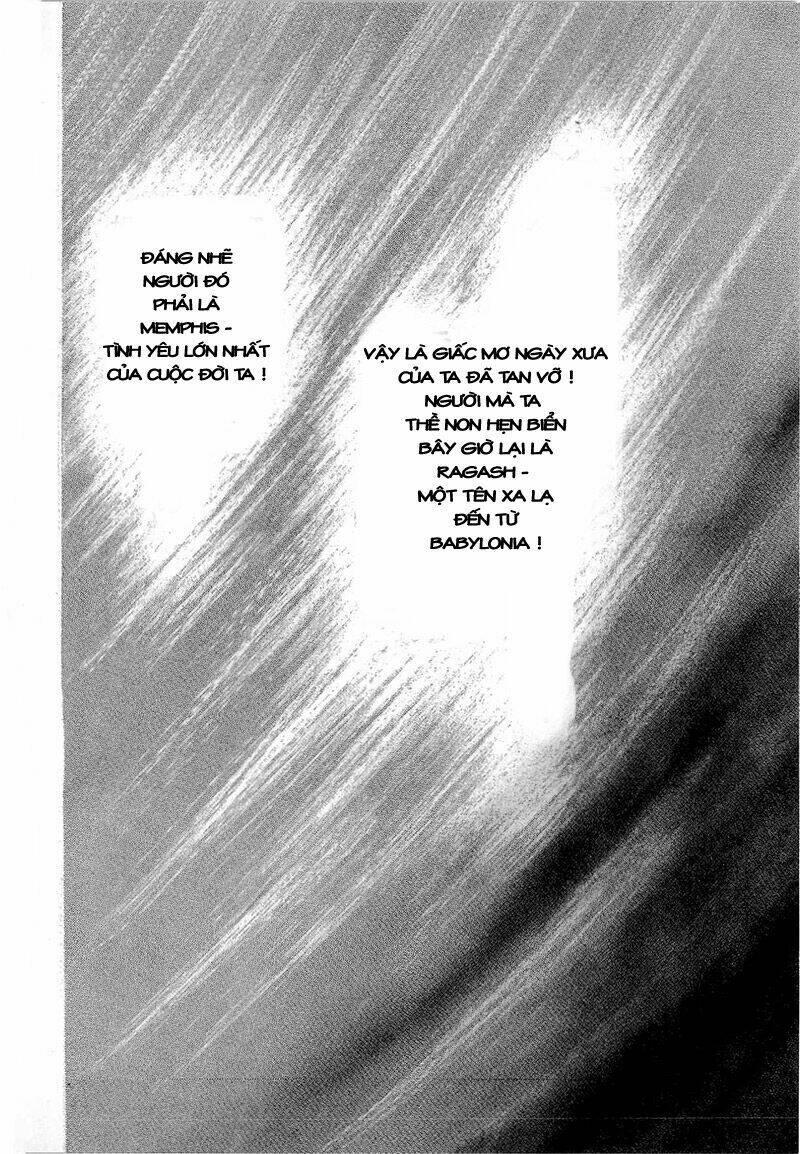 VẬY LÀ GIẤC MƠ NGÀY XƯA
CỦA TA ĐÃ TAN VỠ !
NGƯỜI MÀ TA
THỀ NON HẸN BIỂN
BÂY GIỜ LẠI LÀ
RAGASH -
MỘT TÊN XA LẠ
ĐẾN TỪ
BABYLONIA !
ĐÁNG NHẼ
NGƯỜI ĐÓ
PHẢI LÀ
MEMPHIS -
TÌNH YÊU LỚN NHẤT
CỦA CUỘC ĐỜI TA !